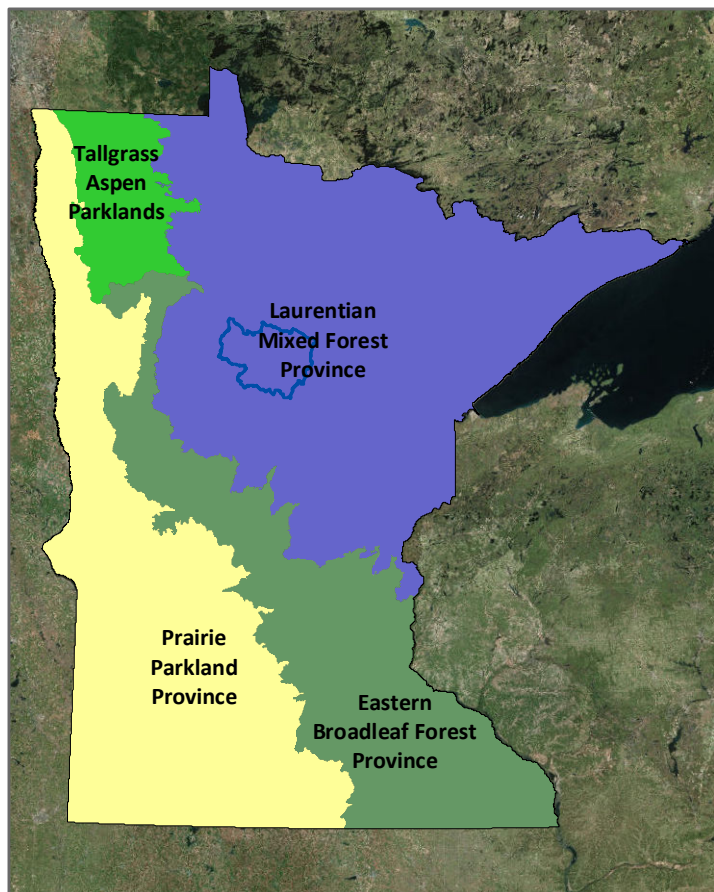 Tallgrass
Aspen
Parklands
Laurentian
Mixed Forest
Province
Prairie
Parkland
Province
Eastern
Broadleaf Forest
Province